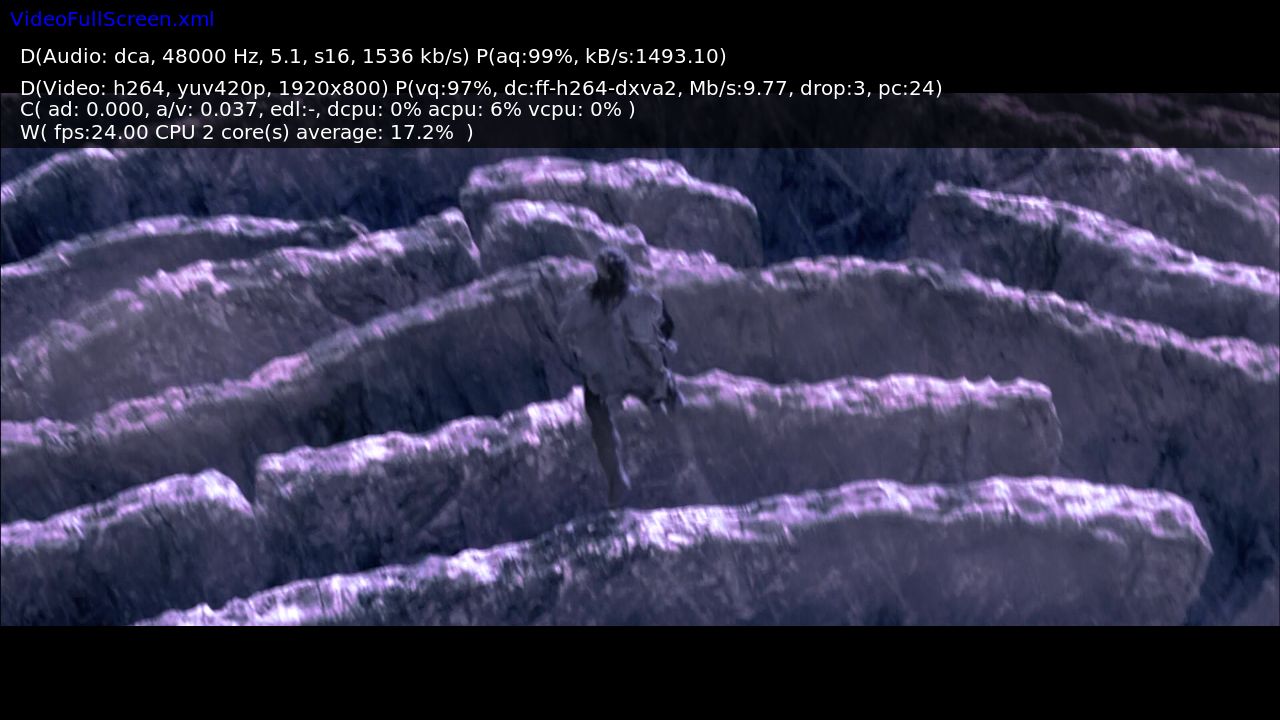 VideoFullScreen.xml
D(Audio: dca, 48000 Hz, 5.1, s16, 1536 kb/s) P(aq:99%, kB/s:1493.10)
D(Video: h264, yuv420p, 1920x800) P(vq:97%, dc:ff-h264-dxva2, Mb/s:9.77, drop:3, pc:24)
C( ad: 0.000, a/v: 0.037, edl:-, dcpu: 0% acpu: 6% vcpu: 0% )
W( fps:24.00 CPU 2 core(s) average: 17.2%  )